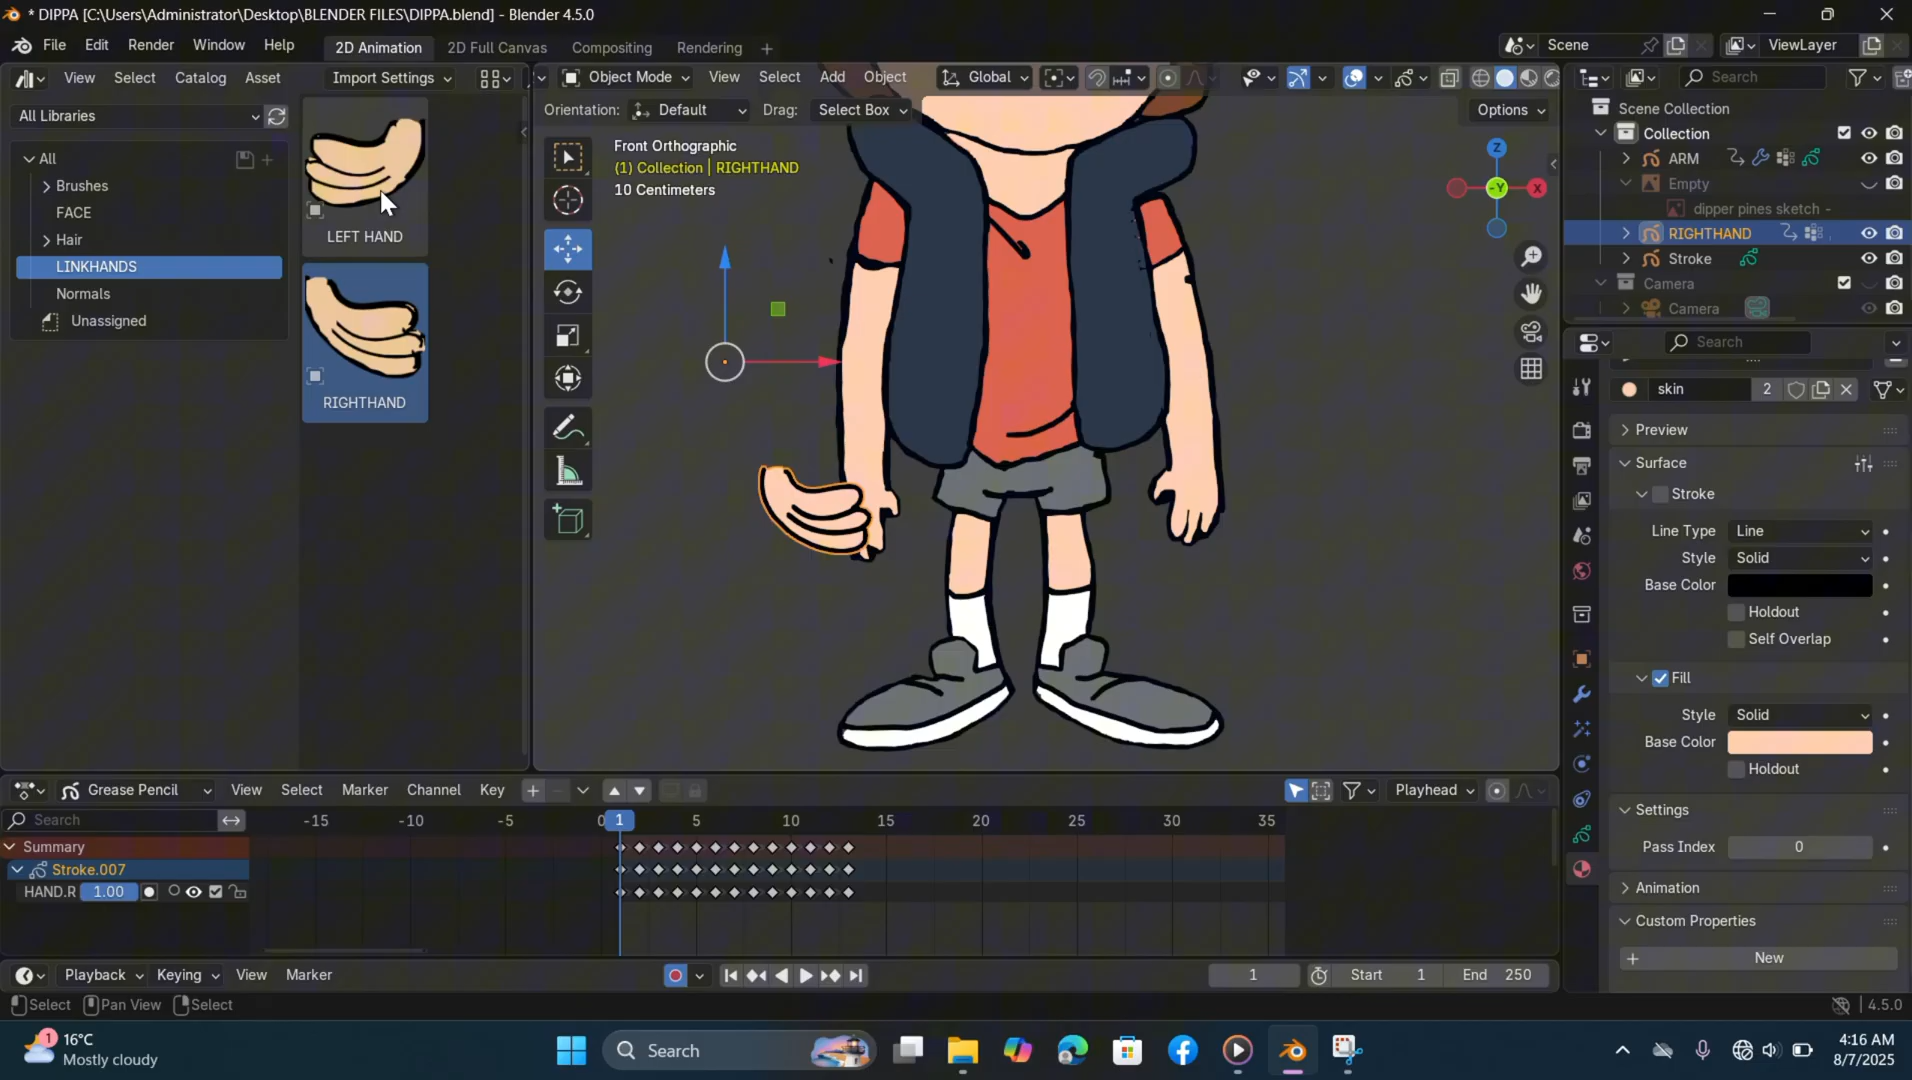 * DIPPA [C:\Users\Administrator\Desktop\BLENDER FILES\DIPPA.blend] - Blender 4.5.0
File Edit Render Window Help 2D Animation 2D Full Canvas Compositing Rendering + Scene ViewLayer
View Select Catalog Asset Import Settings Object Mode View Select Add Object Global Search
All Libraries
Orientation: Default Drag: Select Box Options
All
Brushes
FACE
Hair
LINKHANDS
Normals
Unassigned
LEFT HAND
RIGHTHAND
Front Orthographic
(1) Collection | RIGHTHAND
10 Centimeters
Z
-Y
X
Scene Collection
Collection
ARM
Empty
dipper pines sketch -
RIGHTHAND
Stroke
Camera
Camera
Search
skin 2
Preview
Surface
Stroke
Line Type Line
Style Solid
Base Color
Holdout
Self Overlap
Fill
Style Solid
Base Color
Holdout
Settings
Pass Index 0
Animation
Custom Properties
+ New
Grease Pencil View Select Marker Channel Key Playhead
Search -15 -10 -5 0 1 5 10 15 20 25 30 35
Summary
Stroke.007
HAND.R 1.00
Playback Keying View Marker 1 Start 1 End 250
Select Pan View Select 4.5.0
1
16°C
Mostly cloudy
Search
4:16 AM
8/7/2025